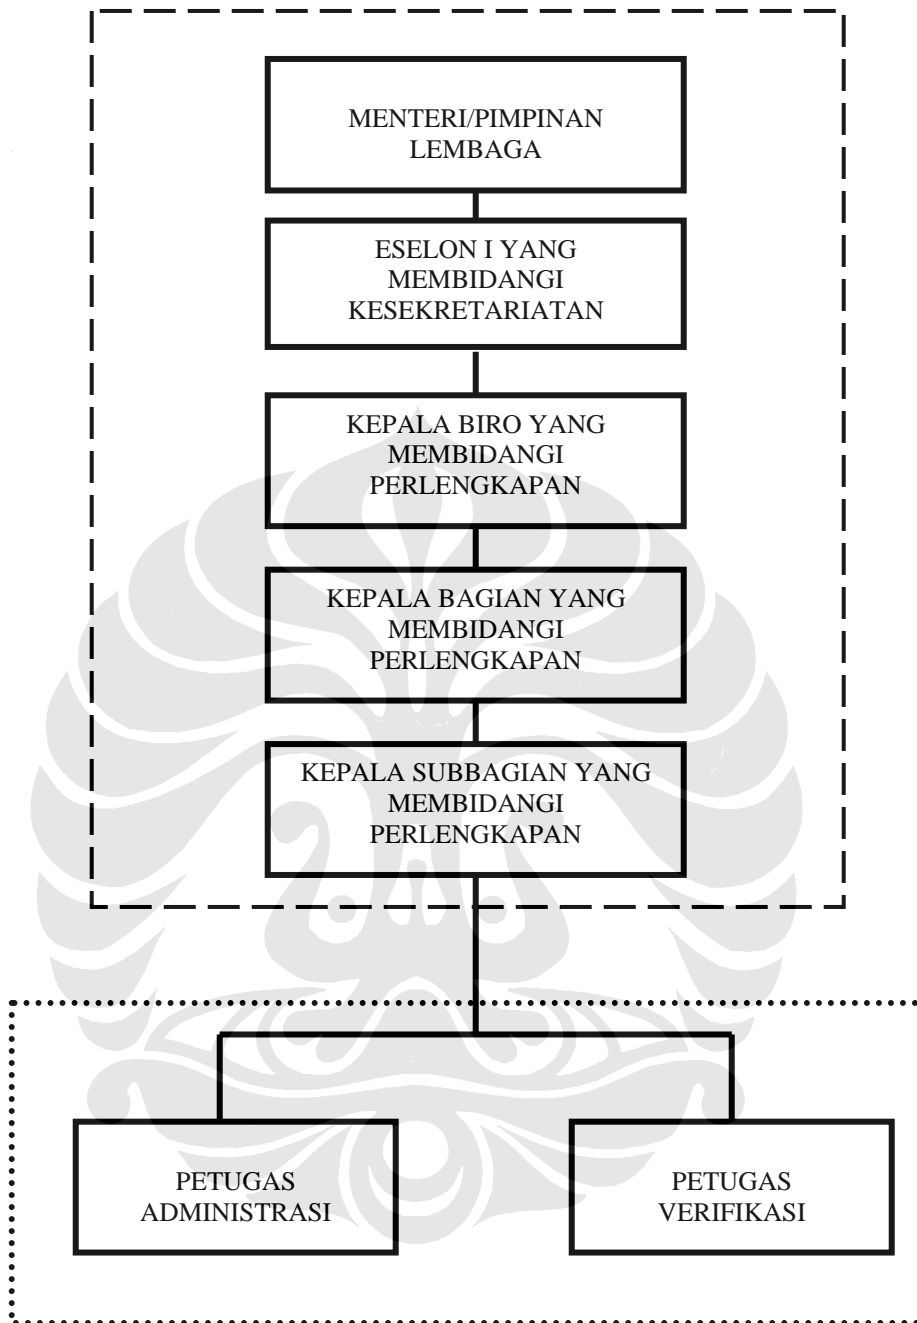 MENTERI/PIMPINAN
LEMBAGA
ESELON I YANG
MEMBIDANGI
KESEKRETARIATAN
KEPALA BIRO YANG
MEMBIDANGI
PERLENGKAPAN
KEPALA BAGIAN YANG
MEMBIDANGI
PERLENGKAPAN
KEPALA SUBBAGIAN YANG
MEMBIDANGI
PERLENGKAPAN
PETUGAS
ADMINISTRASI
PETUGAS
VERIFIKASI